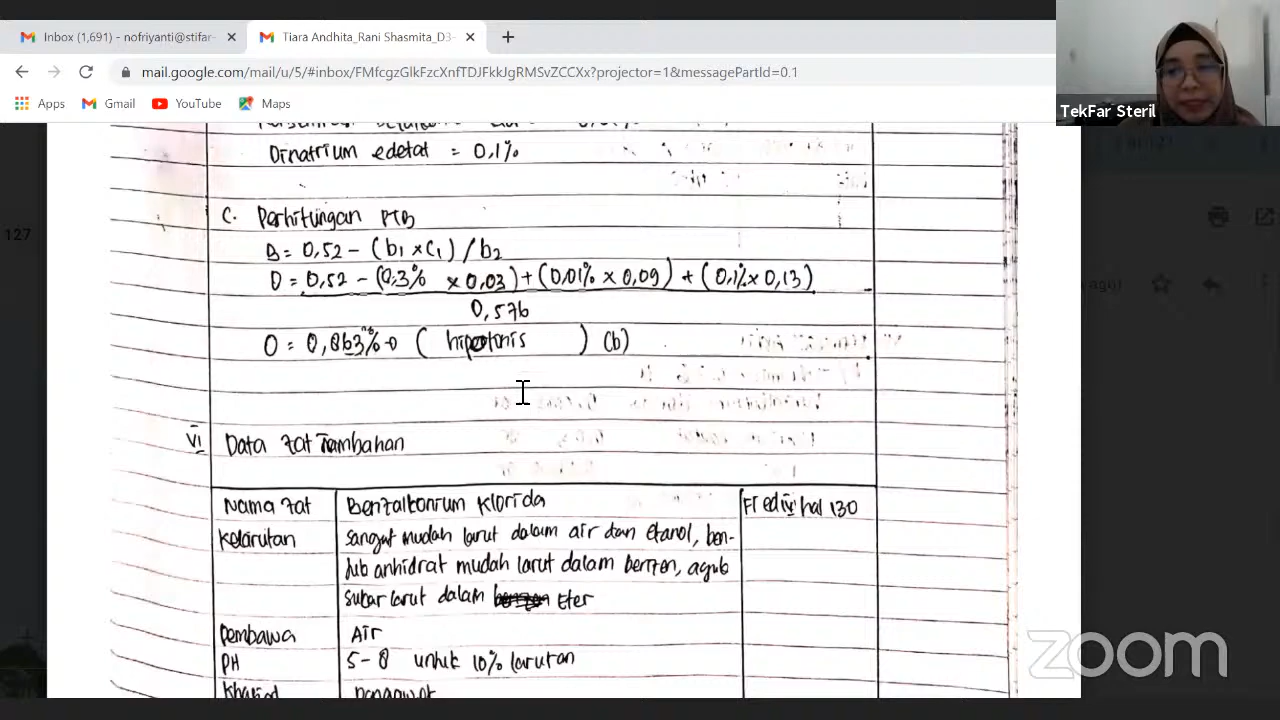 Inbox (1,691) - nofriyanti@stifar-
Tiara Andhita_Rani Shasmita_D3-
mail.google.com/mail/u/5/#inbox/FMfcgzGlkFzcXnfTDJFkkJgRMSvZCCXx?projector=1&messagePartId=0.1
Apps Gmail YouTube Maps
TekFar Steril
127
Dinatrium edetat = 0,1%
C. Perhitungan PTB
B = 0,52 - (b1 x C1) / b2
0 = 0,52 - (0,3% x 0,03) + (0,01% x 0,09) + (0,1% x 0,13)
0,576
0 = 0,863% ( hipotonis ) (b)
VI Data zat Tambahan
Nama zat Benzalkonium Klorida FI edisi hal 130
Kelarutan sangat mudah larut dalam air dan etanol, ben-
tuk anhidrat mudah larut dalam benzen, agak
sukar larut dalam Eter
Pembawa Air
PH 5-8 untuk 10% larutan
Khasiat Pengawet
zoom